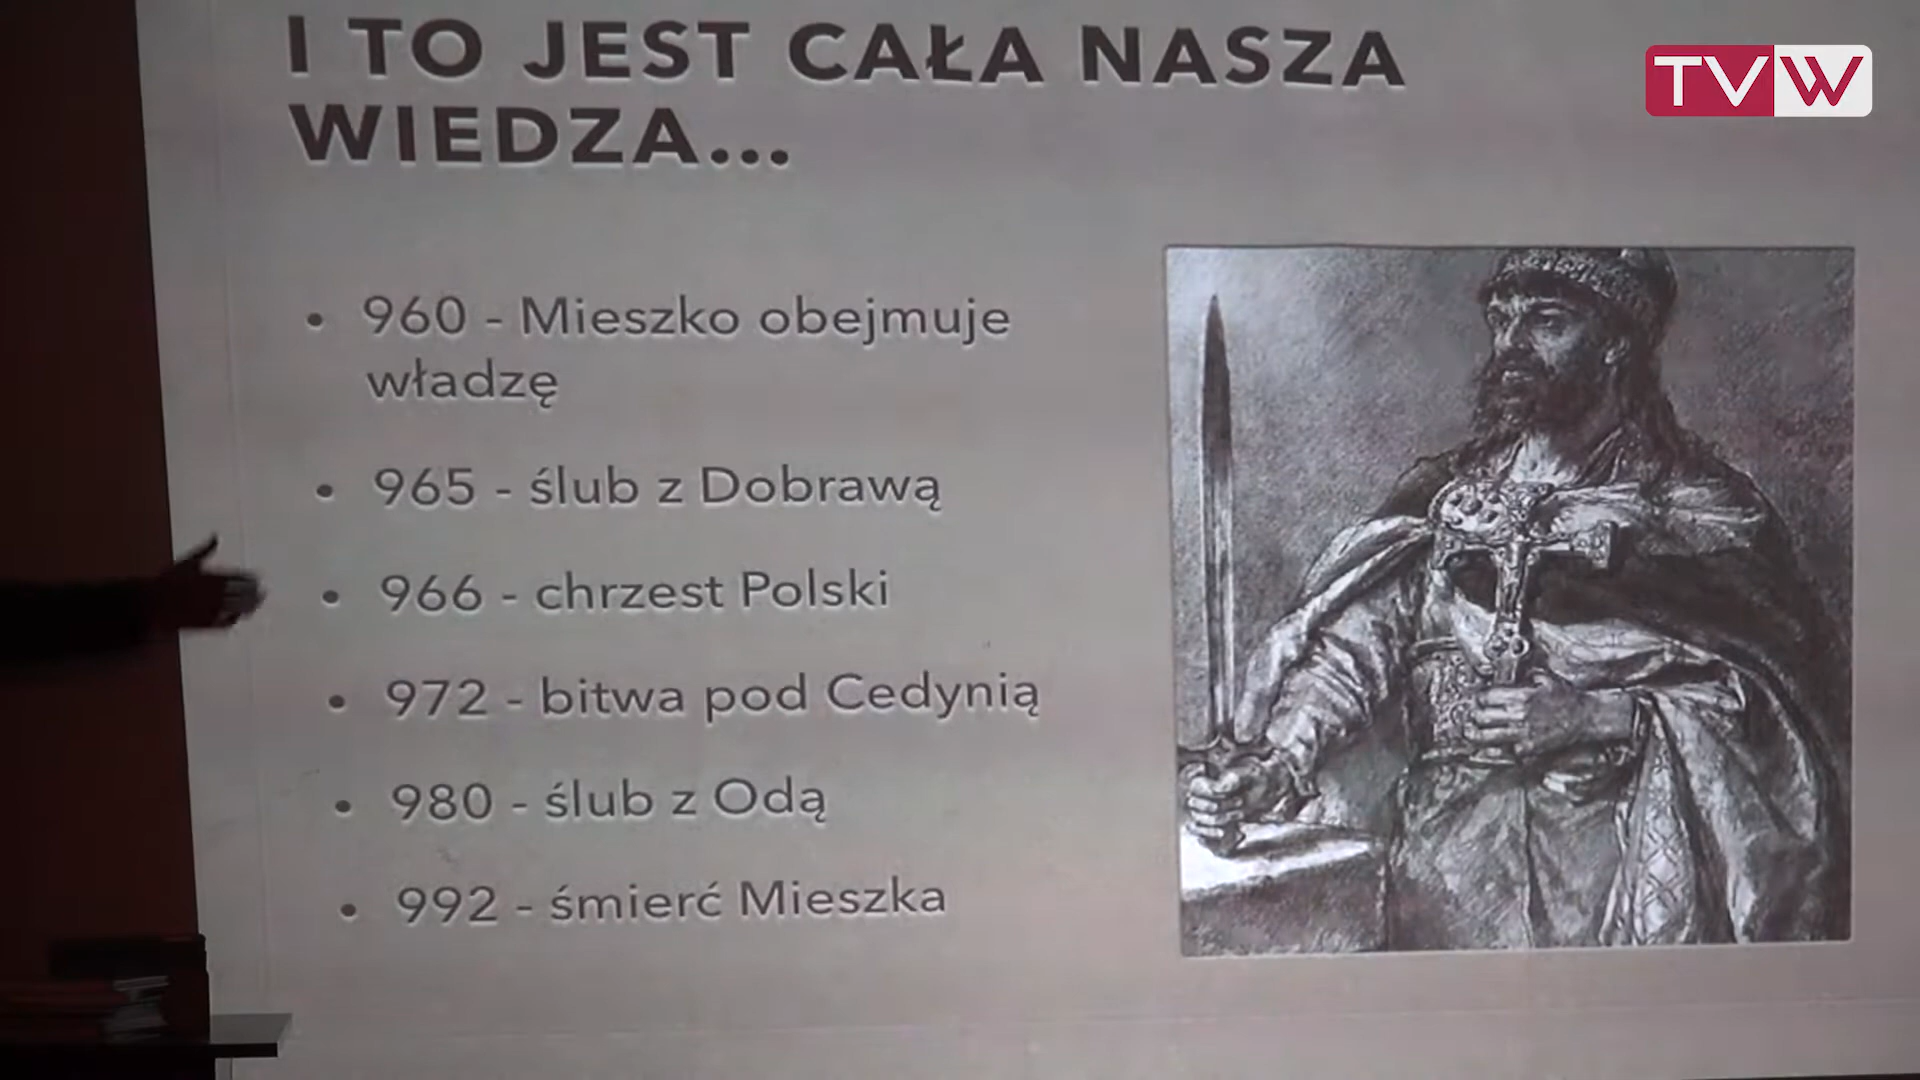 I TO JEST CAŁA NASZA
WIEDZA...
TVW
• 960 - Mieszko obejmuje
władzę
• 965 - ślub z Dobrawą
• 966 - chrzest Polski
• 972 - bitwa pod Cedynią
• 980 - ślub z Odą
• 992 - śmierć Mieszka